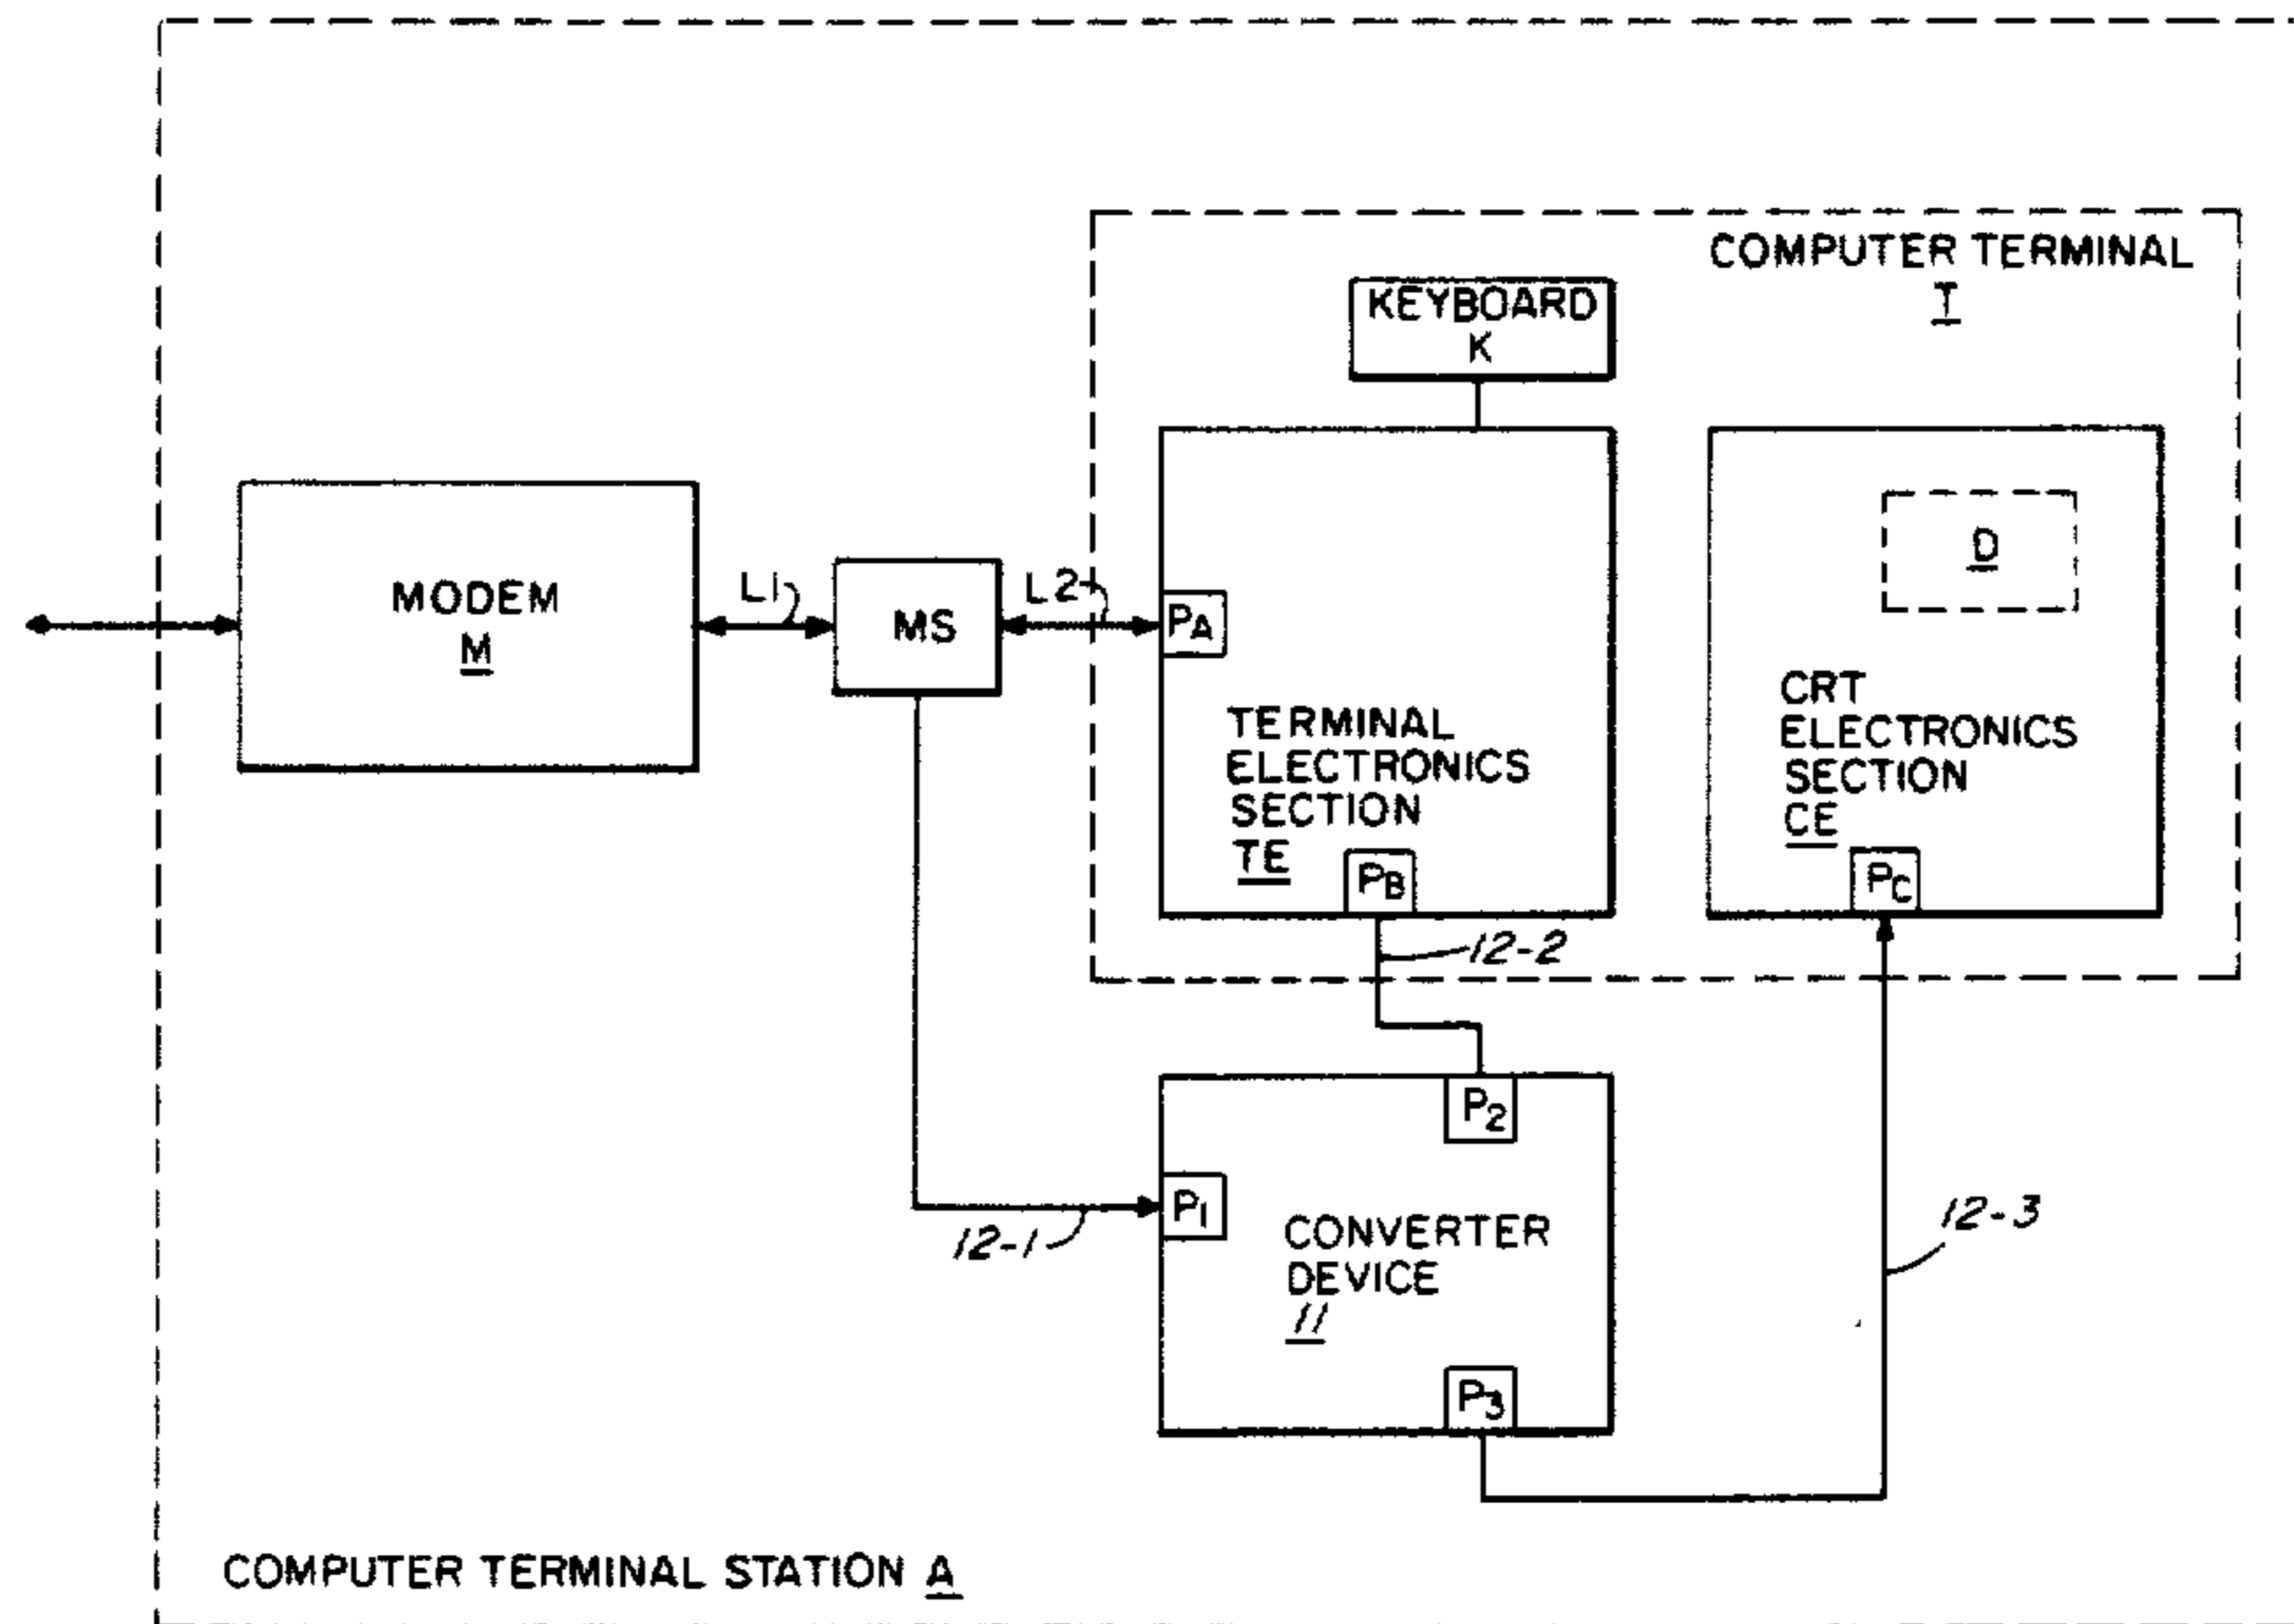 COMPUTER TERMINAL
T
KEYBOARD
K
D
MODEM
M
L1
MS
L2
PA
TERMINAL
ELECTRONICS
SECTION
TE
PB
CRT
ELECTRONICS
SECTION
CE
PC
12-2
P2
P1
12-1
CONVERTER
DEVICE
11
P3
12-3
COMPUTER TERMINAL STATION A